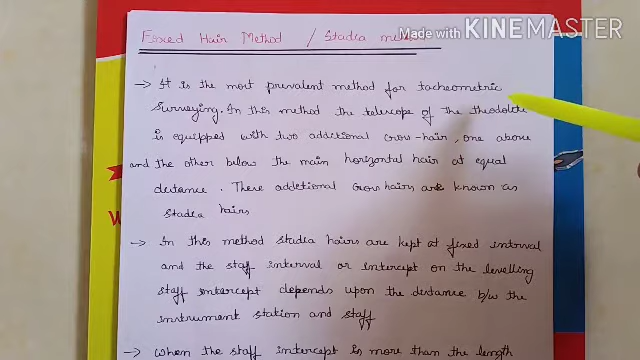 Made with KINEMASTER
Fixed Hair Method / Stadia
→ It is the most prevalent method for tacheometric
Surveying. In this method the telescope of the theodolite
is equipped with two additional cross-hair, one above
and the other below the main horizontal hair at equal
distance. These additional cross hairs are known as
stadia hairs
→ In this method stadia hairs are kept at fixed interval
and the staff interval or intercept on the levelling
staff intercept depends upon the distance b/w the
instrument station and staff
→ When the staff intercept is more than the length